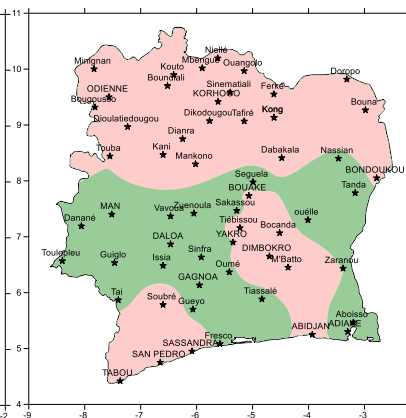 Niellé
Mbengué
Ouangolo
Minignan
Kouto
Doropo
Boundiali
Sinematiali
Ferké
ODIENNE
KORHOGO
Bougousso
Bouna
Kong
Dioulatiedougou
Dikodougou
Tafiré
Dianra
Touba
Kani
Mankono
Dabakala
Nassian
BONDOUKOU
Seguela
Tanda
BOUAKE
MAN
Vavoua
Zuenoula
Sakassou
ouélle
Danané
Tiébissou
Bocanda
DALOA
YAKRO
Toulepleu
Guiglo
Issia
Sinfra
DIMBOKRO
M'Batto
Zaranou
Oumé
GAGNOA
Tai
Soubré
Gueyo
Tiassalé
Aboisso
ABIDJAN
ADIAKE
Fresco
SASSANDRA
SAN PEDRO
TABOU
11
10
9
8
7
6
5
4
-2
-9
-8
-7
-6
-5
-4
-3